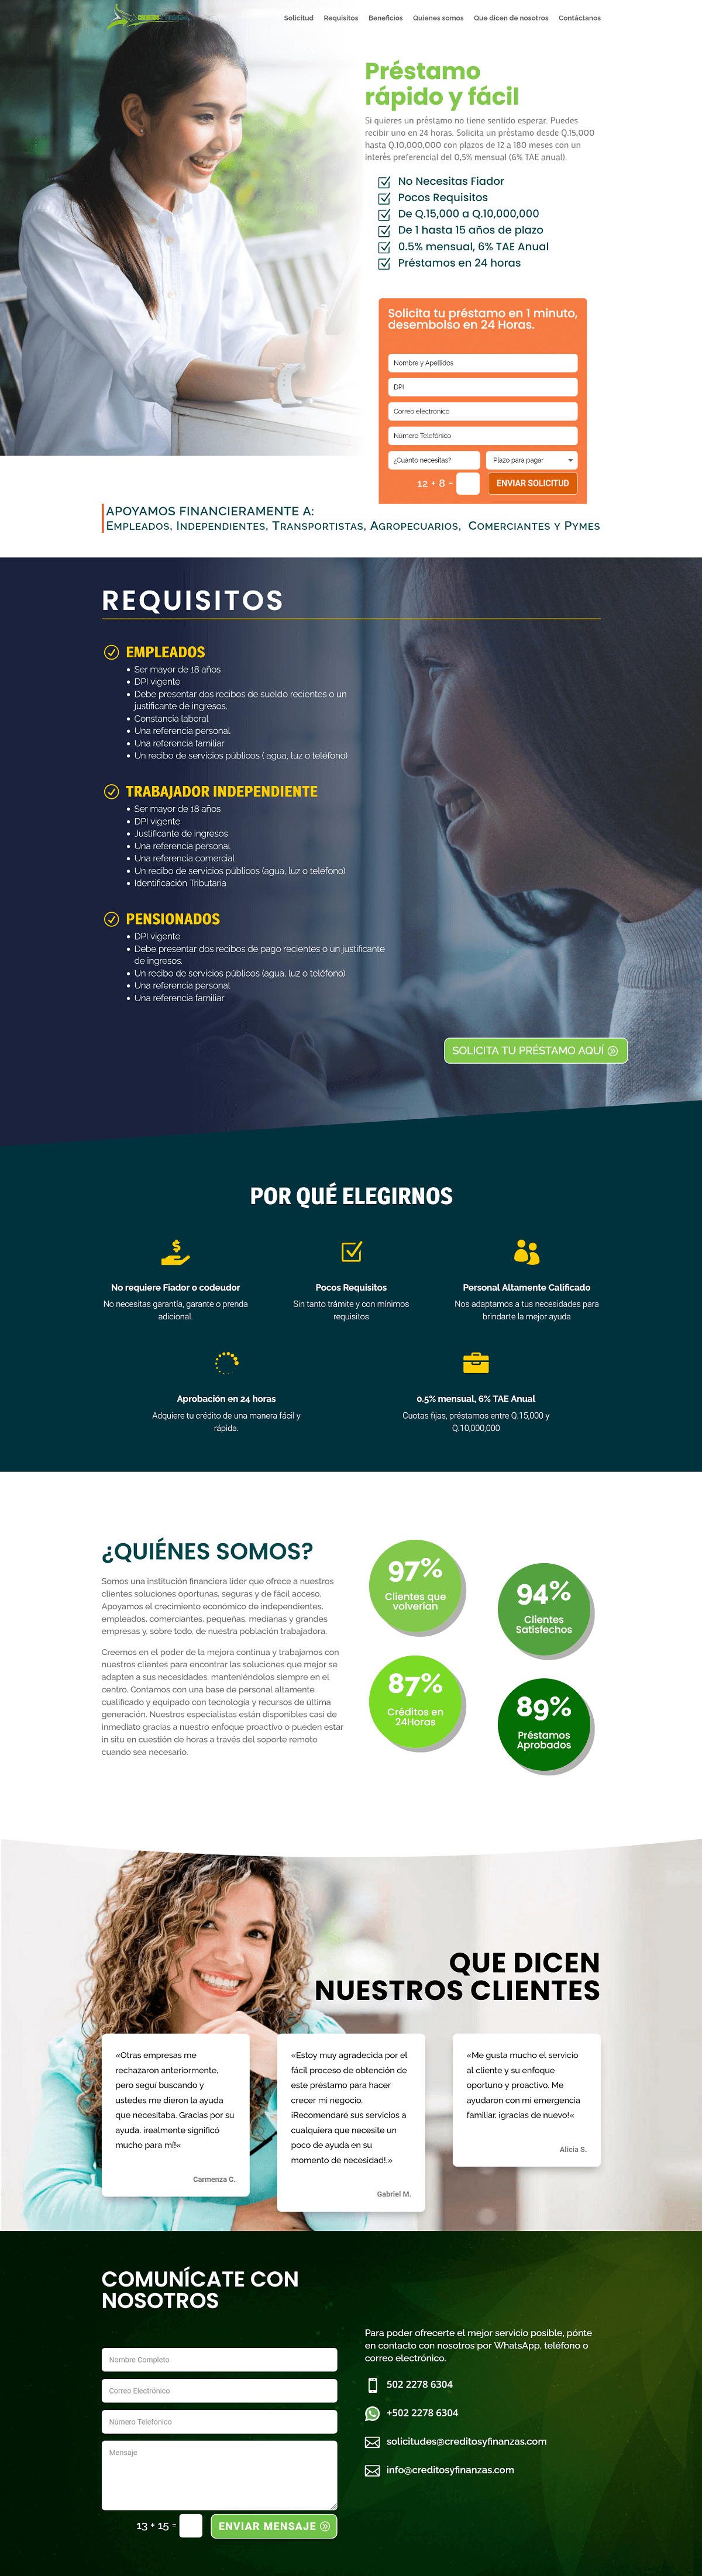 Solicitud Requisitos Beneficios Quienes somos Que dicen de nosotros Contáctanos
Préstamo
rápido y fácil
Si quieres un préstamo no tiene sentido esperar. Puedes
recibir uno en 24 horas. Solicita un préstamo desde Q.15,000
hasta Q.10,000,000 con plazos de 12 a 180 meses con un
interés preferencial del 0,5% mensual (6% TAE anual).
No Necesitas Fiador
Pocos Requisitos
De Q.15,000 a Q.10,000,000
De 1 hasta 15 años de plazo
0.5% mensual, 6% TAE Anual
Préstamos en 24 horas
Solicita tu préstamo en 1 minuto,
desembolso en 24 Horas.
Nombre y Apellidos
DPI
Correo electrónico
Número Telefónico
¿Cuánto necesitas? Plazo para pagar
12 + 8 = ENVIAR SOLICITUD
APOYAMOS FINANCIERAMENTE A:
EMPLEADOS, INDEPENDIENTES, TRANSPORTISTAS, AGROPECUARIOS, COMERCIANTES Y PYMES
REQUISITOS
EMPLEADOS
• Ser mayor de 18 años
• DPI vigente
• Debe presentar dos recibos de sueldo recientes o un
justificante de ingresos.
• Constancia laboral
• Una referencia personal
• Una referencia familiar
• Un recibo de servicios públicos ( agua, luz o teléfono)
TRABAJADOR INDEPENDIENTE
• Ser mayor de 18 años
• DPI vigente
• Justificante de ingresos
• Una referencia personal
• Una referencia comercial
• Un recibo de servicios públicos (agua, luz o teléfono)
• Identificación Tributaria
PENSIONADOS
• DPI vigente
• Debe presentar dos recibos de pago recientes o un justificante
de ingresos.
• Un recibo de servicios públicos (agua, luz o teléfono)
• Una referencia personal
• Una referencia familiar
SOLICITA TU PRÉSTAMO AQUÍ
POR QUÉ ELEGIRNOS
No requiere Fiador o codeudor
No necesitas garantía, garante o prenda
adicional.
Pocos Requisitos
Sin tanto trámite y con mínimos
requisitos
Personal Altamente Calificado
Nos adaptamos a tus necesidades para
brindarte la mejor ayuda
Aprobación en 24 horas
Adquiere tu crédito de una manera fácil y
rápida.
0.5% mensual, 6% TAE Anual
Cuotas fijas, préstamos entre Q.15,000 y
Q.10,000,000
¿QUIÉNES SOMOS?
Somos una institución financiera líder que ofrece a nuestros
clientes soluciones oportunas, seguras y de fácil acceso.
Apoyamos el crecimiento económico de independientes,
empleados, comerciantes, pequeñas, medianas y grandes
empresas y, sobre todo, de nuestra población trabajadora.
Creemos en el poder de la mejora continua y trabajamos con
nuestros clientes para encontrar las soluciones que mejor se
adapten a sus necesidades, manteniéndolos siempre en el
centro. Contamos con una base de personal altamente
cualificado y equipado con tecnología y recursos de última
generación. Nuestros especialistas están disponibles casi de
inmediato gracias a nuestro enfoque proactivo o pueden estar
in situ en cuestión de horas a través del soporte remoto
cuando sea necesario.
97%
Clientes que
volverían
94%
Clientes
Satisfechos
87%
Créditos en
24Horas
89%
Préstamos
Aprobados
QUE DICEN
NUESTROS CLIENTES
«Otras empresas me
rechazaron anteriormente,
pero seguí buscando y
ustedes me dieron la ayuda
que necesitaba. Gracias por su
ayuda, ¡realmente significó
mucho para mí!«
Carmenza C.
«Estoy muy agradecida por el
fácil proceso de obtención de
este préstamo para hacer
crecer mi negocio.
¡Recomendaré sus servicios a
cualquiera que necesite un
poco de ayuda en su
momento de necesidad!.»
Gabriel M.
«Me gusta mucho el servicio
al cliente y su enfoque
oportuno y proactivo. Me
ayudaron con mi emergencia
familiar, ¡gracias de nuevo!«
Alicia S.
COMUNÍCATE CON
NOSOTROS
Nombre Completo
Correo Electrónico
Número Telefónico
Mensaje
13 + 15 = ENVIAR MENSAJE
Para poder ofrecerte el mejor servicio posible, pónte
en contacto con nosotros por WhatsApp, teléfono o
correo electrónico.
502 2278 6304
+502 2278 6304
solicitudes@creditosyfinanzas.com
info@creditosyfinanzas.com